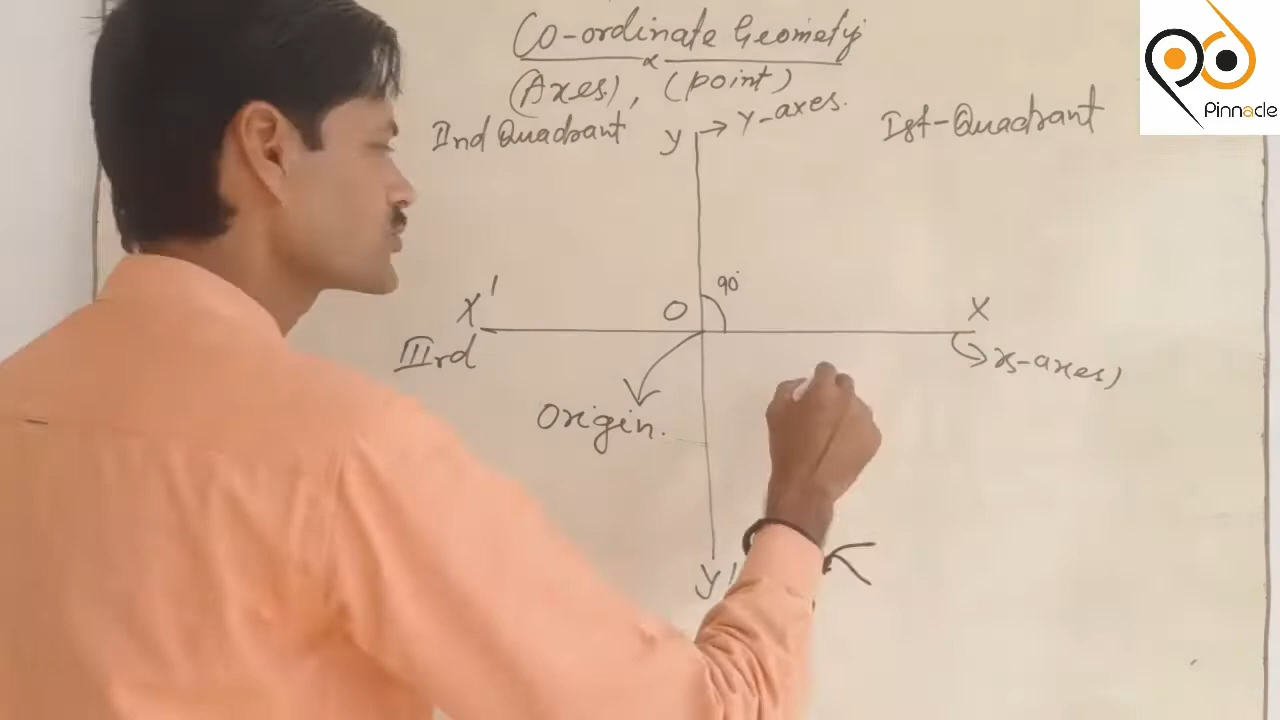 Co-ordinate Geometry
(Axes), (point)
IInd Quadrant
y → Y-axes.
Ist-Quadrant
Pinnacle
90°
X'
O
X
IIIrd
x-axes)
Origin.
y'